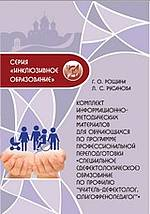 СЕРИЯ
«ИНКЛЮЗИВНОЕ
ОБРАЗОВАНИЕ»
Г. О. РОЩИНА
Л. С. РУСАНОВА
КОМПЛЕКТ
ИНФОРМАЦИОННО-
МЕТОДИЧЕСКИХ
МАТЕРИАЛОВ
ДЛЯ ОБУЧАЮЩИХСЯ
ПО ПРОГРАММЕ
ПРОФЕССИОНАЛЬНОЙ
ПЕРЕПОДГОТОВКИ
«СПЕЦИАЛЬНОЕ
(ДЕФЕКТОЛОГИЧЕСКОЕ)
ОБРАЗОВАНИЕ
ПО ПРОФИЛЮ
"УЧИТЕЛЬ-ДЕФЕКТОЛОГ,
ОЛИГОФРЕНОПЕДАГОГ"»